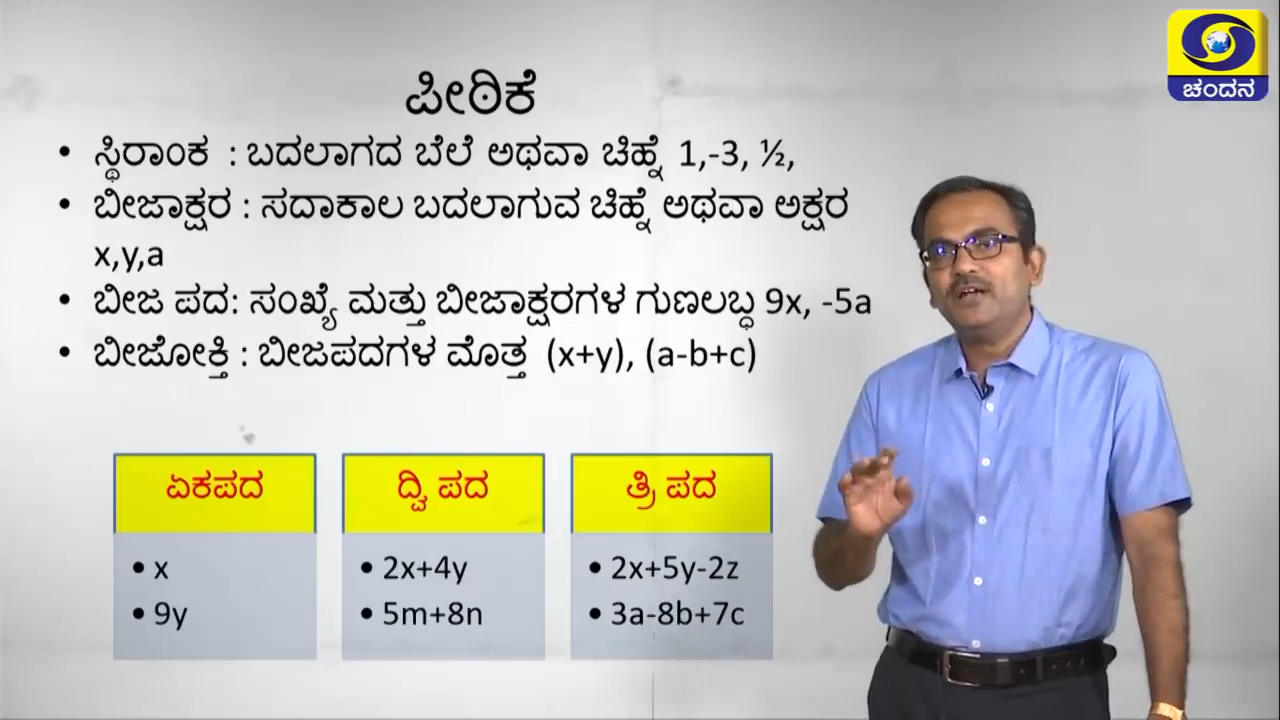 ಚಂದನ
ಪೀಠಿಕೆ
• ಸ್ಥಿರಾಂಕ : ಬದಲಾಗದ ಬೆಲೆ ಅಥವಾ ಚಿಹ್ನೆ 1,-3, ½,
• ಬೀಜಾಕ್ಷರ : ಸದಾಕಾಲ ಬದಲಾಗುವ ಚಿಹ್ನೆ ಅಥವಾ ಅಕ್ಷರ
x,y,a
• ಬೀಜ ಪದ: ಸಂಖ್ಯೆ ಮತ್ತು ಬೀಜಾಕ್ಷರಗಳ ಗುಣಲಬ್ಧ 9x, -5a
• ಬೀಜೋಕ್ತಿ : ಬೀಜಪದಗಳ ಮೊತ್ತ (x+y), (a-b+c)
ಏಕಪದ
• x
• 9y
ದ್ವಿ ಪದ
• 2x+4y
• 5m+8n
ತ್ರಿ ಪದ
• 2x+5y-2z
• 3a-8b+7c